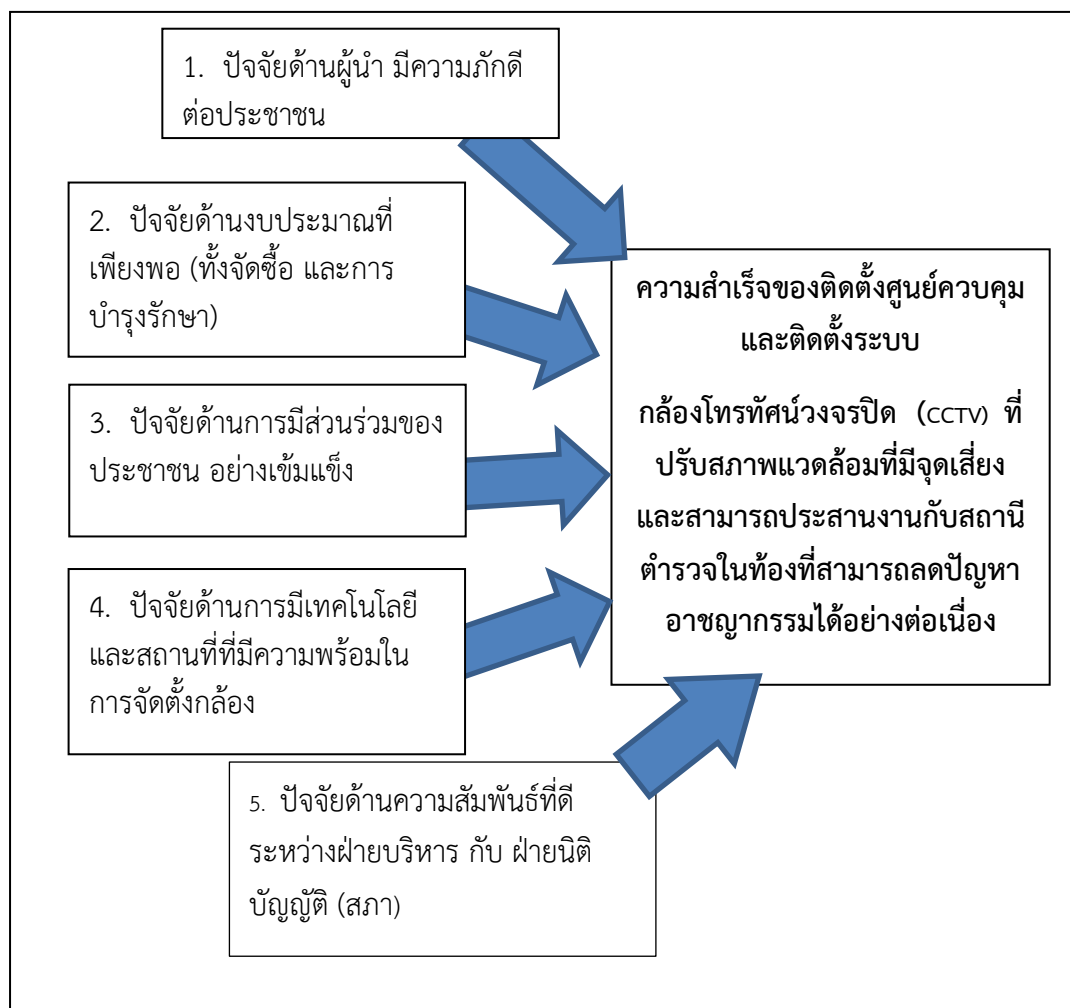 1. ปัจจัยด้านผู้นำ มีความภักดี
ต่อประชาชน
2. ปัจจัยด้านงบประมาณที่
เพียงพอ (ทั้งจัดซื้อ และการ
บำรุงรักษา)
3. ปัจจัยด้านการมีส่วนร่วมของ
ประชาชน อย่างเข้มแข็ง
4. ปัจจัยด้านการมีเทคโนโลยี
และสถานที่ที่มีความพร้อมใน
การจัดตั้งกล้อง
5. ปัจจัยด้านความสัมพันธ์ที่ดี
ระหว่างฝ่ายบริหาร กับ ฝ่ายนิติ
บัญญัติ (สภา)
ความสำเร็จของติดตั้งศูนย์ควบคุม
และติดตั้งระบบ
กล้องโทรทัศน์วงจรปิด (CCTV) ที่
ปรับสภาพแวดล้อมที่มีจุดเสี่ยง
และสามารถประสานงานกับสถานี
ตำรวจในท้องที่สามารถลดปัญหา
อาชญากรรมได้อย่างต่อเนื่อง